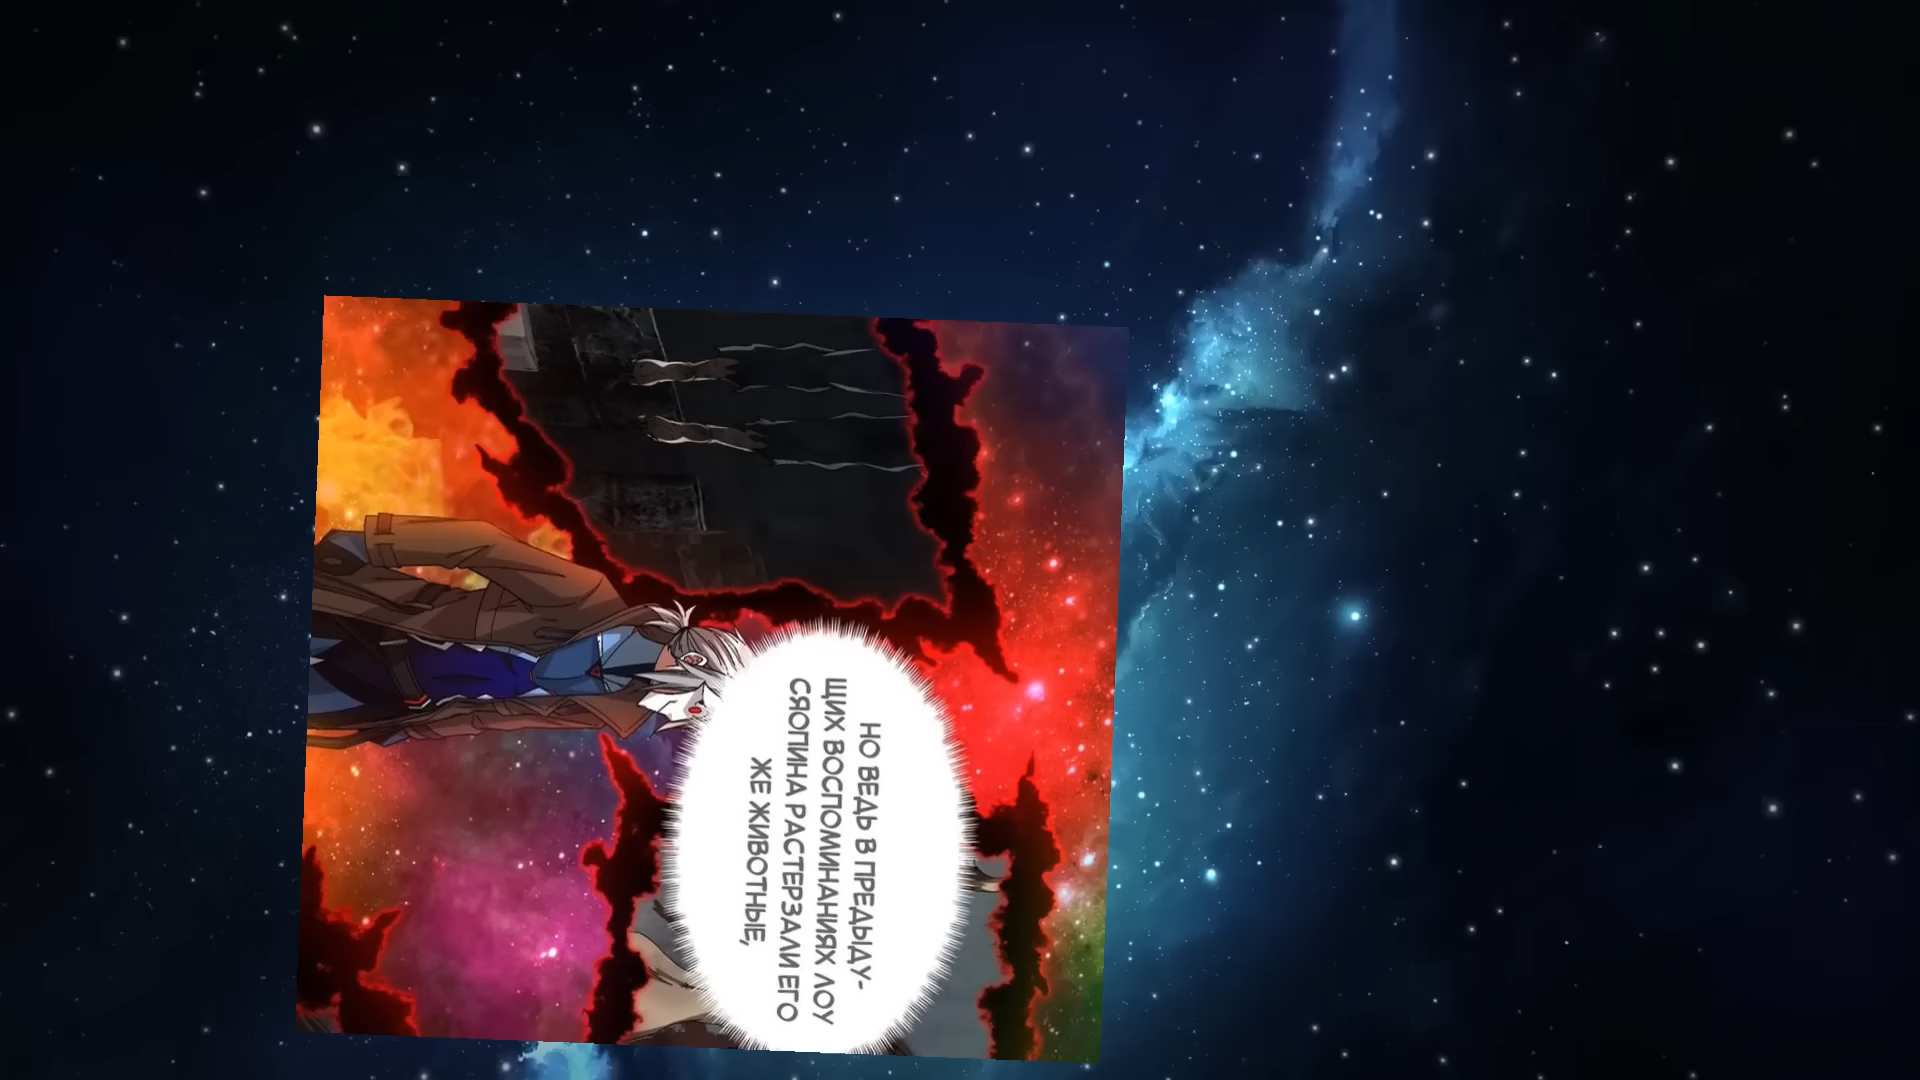 НО ВЕДЬ В ПРЕДЫДУ-
ЩИХ ВОСПОМИНАНИЯХ ЛОУ
СЯОПИНА РАСТЕРЗАЛИ ЕГО
ЖЕ ЖИВОТНЫЕ,